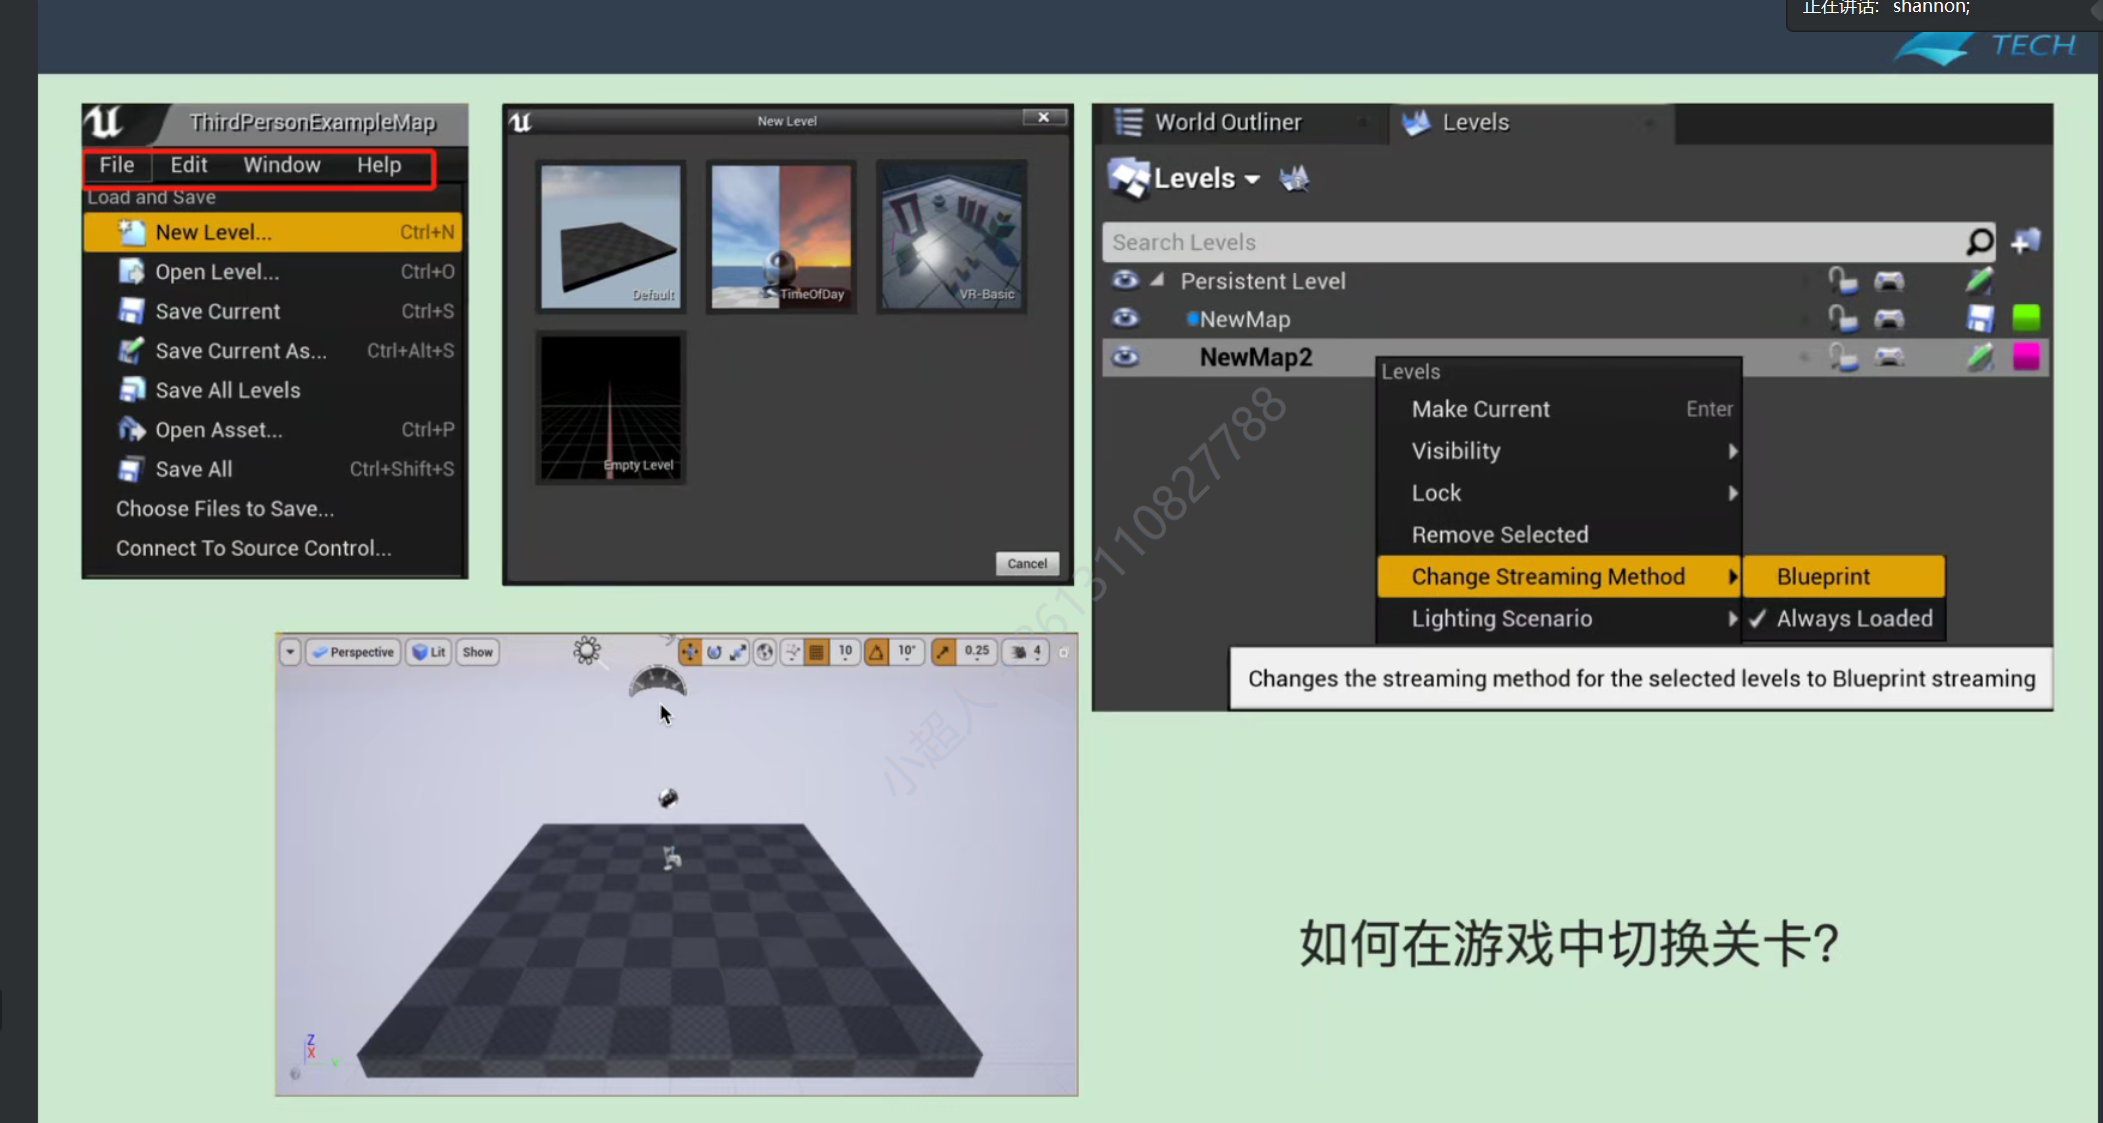 正在讲话: shannon;
TECH
ThirdPersonExampleMap
File Edit Window Help
Load and Save
New Level... Ctrl+N
Open Level... Ctrl+O
Save Current Ctrl+S
Save Current As... Ctrl+Alt+S
Save All Levels
Open Asset... Ctrl+P
Save All Ctrl+Shift+S
Choose Files to Save...
Connect To Source Control...
New Level
Default
TimeOfDay
VR-Basic
Empty Level
Cancel
World Outliner Levels
Levels
Search Levels
Persistent Level
NewMap
NewMap2
Levels
Make Current Enter
Visibility
Lock
Remove Selected
Change Streaming Method
Blueprint
Lighting Scenario
Always Loaded
Changes the streaming method for the selected levels to Blueprint streaming
Perspective Lit Show 10 10° 0.25 4
Z
X
如何在游戏中切换关卡?
小超人 +8613110827788